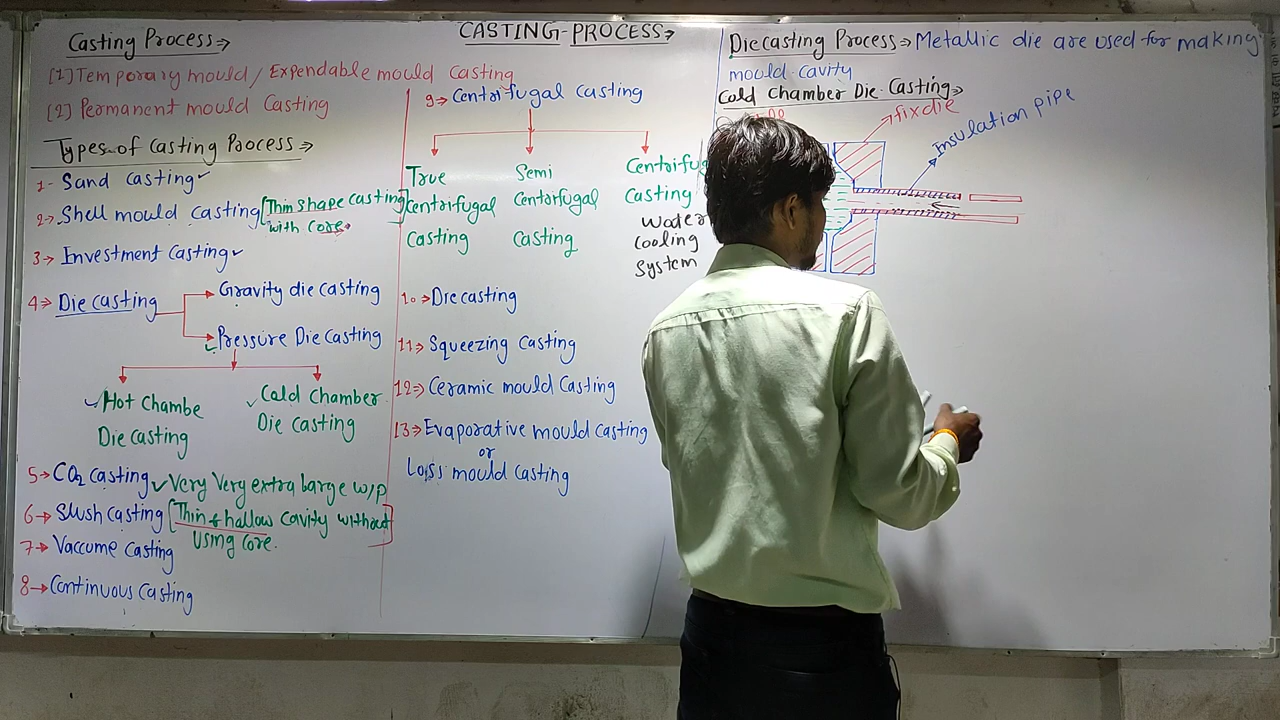 CASTING-PROCESS
Casting Process
[1] Temporary mould/Expendable mould Casting
[2] Permanent mould Casting
Types of Casting Process
1- Sand Casting
2- Shell mould casting [Thin shape casting
with core]
3- Investment Casting
4- Die casting
Gravity die casting
Pressure Die Casting
Hot Chambe
Die casting
Cold Chamber
Die Casting
5- CO2 casting Very Very extra large w/p
6- Slush casting [Thin & hallow cavity without
using core.]
7- Vaccume Casting
8- Continuous Casting
9- Centrifugal Casting
True
Centrifugal
Casting
Semi
Centrifugal
Casting
Centrifug
Casting
10- Die casting
11- Squeezing Casting
12- Ceramic mould Casting
13- Evaporative mould Casting
or
Loss mould Casting
Die casting Process Metallic die are used for making
mould cavity
Cold Chamber Die Casting
fix die
Insulation pipe
Water
Cooling
System